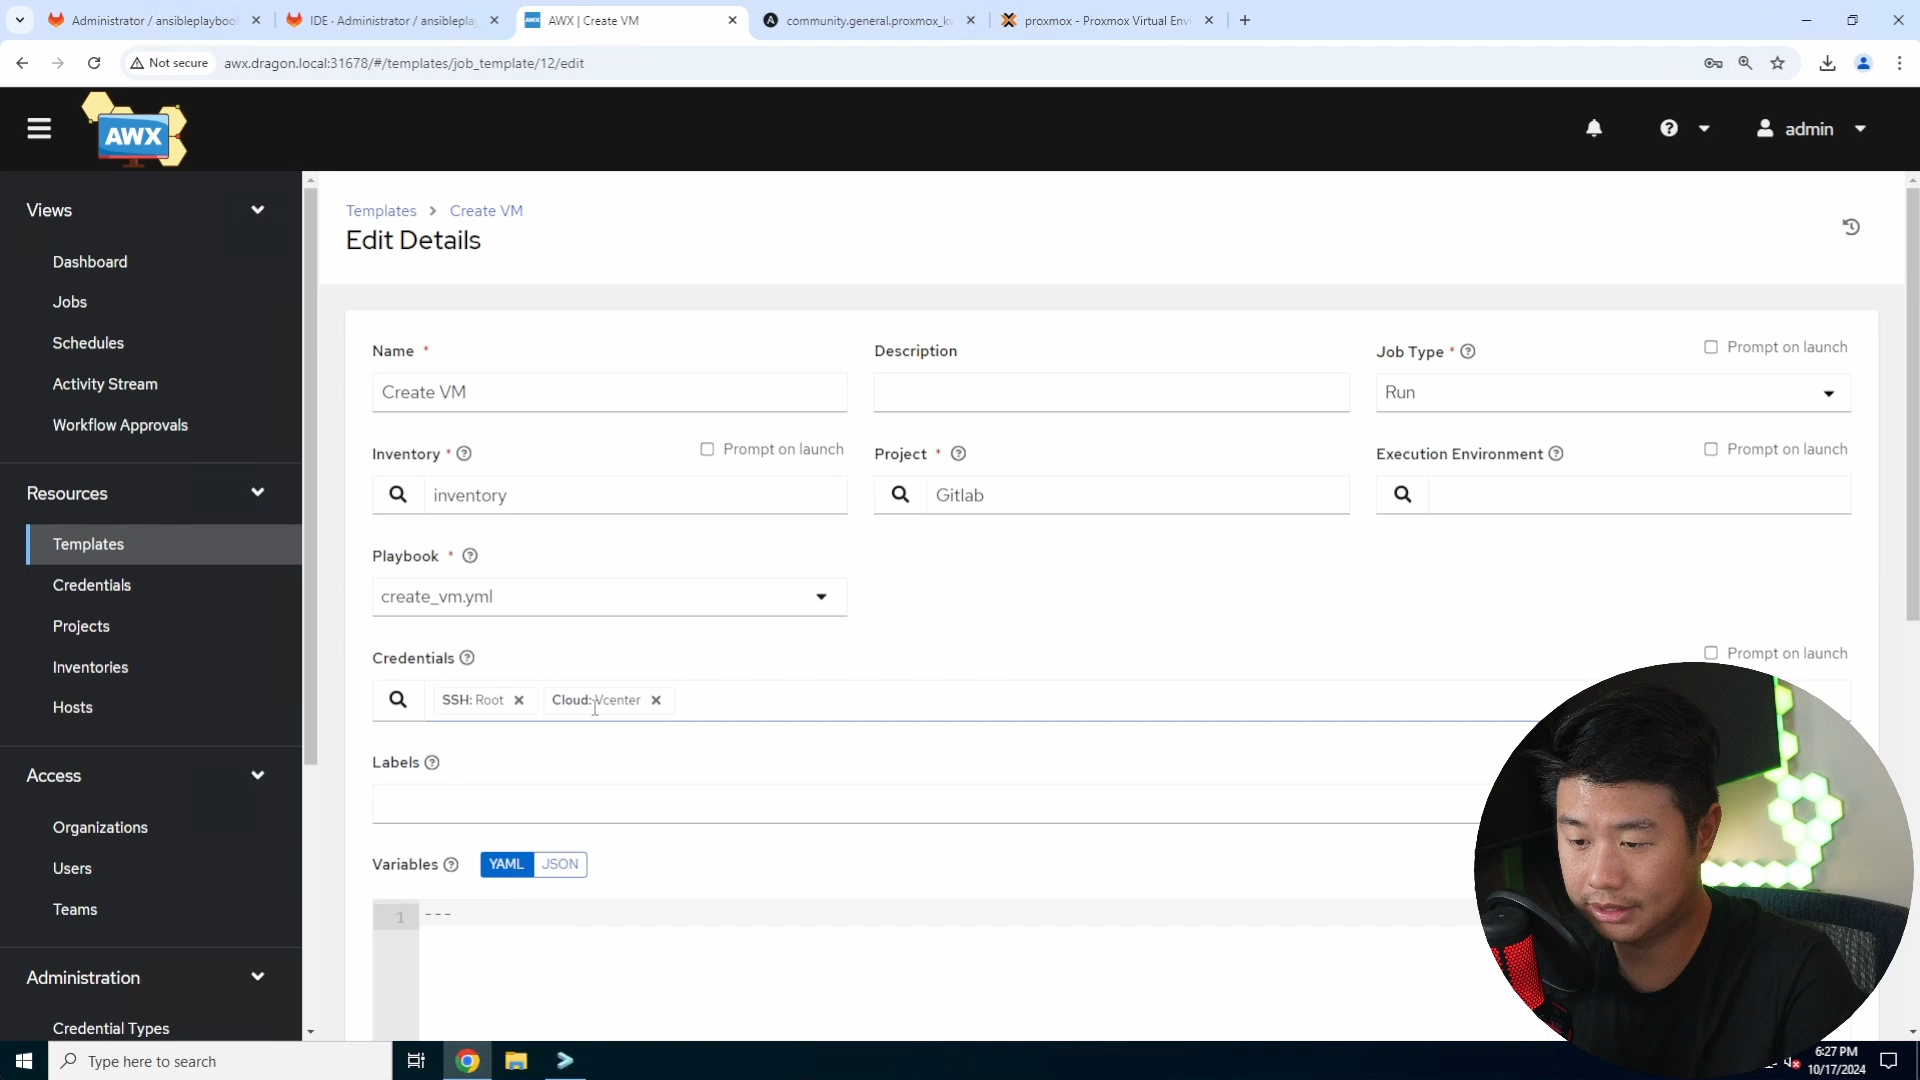 Administrator / ansibleplayboo
IDE · Administrator / ansiblepla
AWX | Create VM
community.general.proxmox_kv
proxmox - Proxmox Virtual Envi
Not secure
awx.dragon.local:31678/#/templates/job_template/12/edit
AWX
admin
Views
Dashboard
Jobs
Schedules
Activity Stream
Workflow Approvals
Resources
Templates
Credentials
Projects
Inventories
Hosts
Access
Organizations
Users
Teams
Administration
Credential Types
Templates > Create VM
Edit Details
Name *
Create VM
Description
Job Type *
Prompt on launch
Run
Inventory *
Prompt on launch
inventory
Project *
Gitlab
Execution Environment
Prompt on launch
Playbook *
create_vm.yml
Credentials
Prompt on launch
SSH: Root
Cloud: Vcenter
Labels
Variables
YAML
JSON
1
---
Type here to search
6:27 PM
10/17/2024